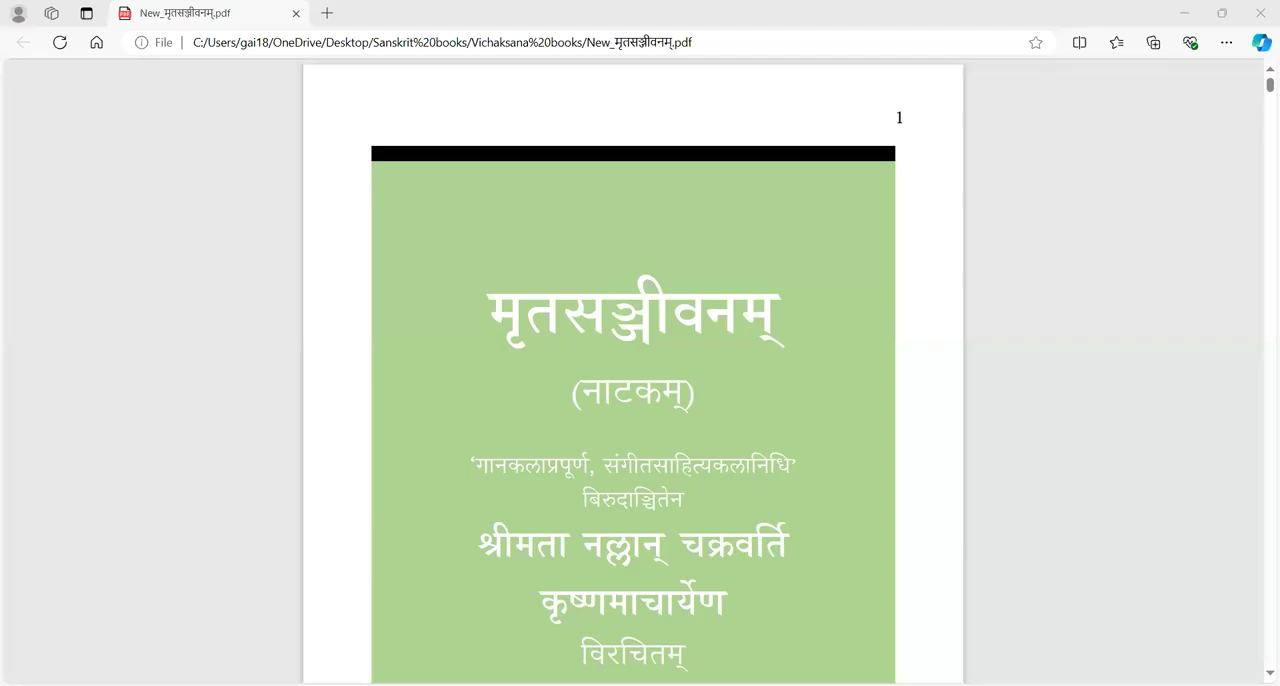 New_मृतसञ्जीवनम्.pdf
File
C:/Users/gai18/OneDrive/Desktop/Sanskrit%20books/Vichaksana%20books/New_मृतसञ्जीवनम्.pdf
1
मृतसञ्जीवनम्
(नाटकम्)
‘गानकलाप्रपूर्ण, संगीतसाहित्यकलानिधि’
बिरुदाञ्चितेन
श्रीमता नल्लान् चक्रवर्ति
कृष्णमाचार्येण
विरचितम्